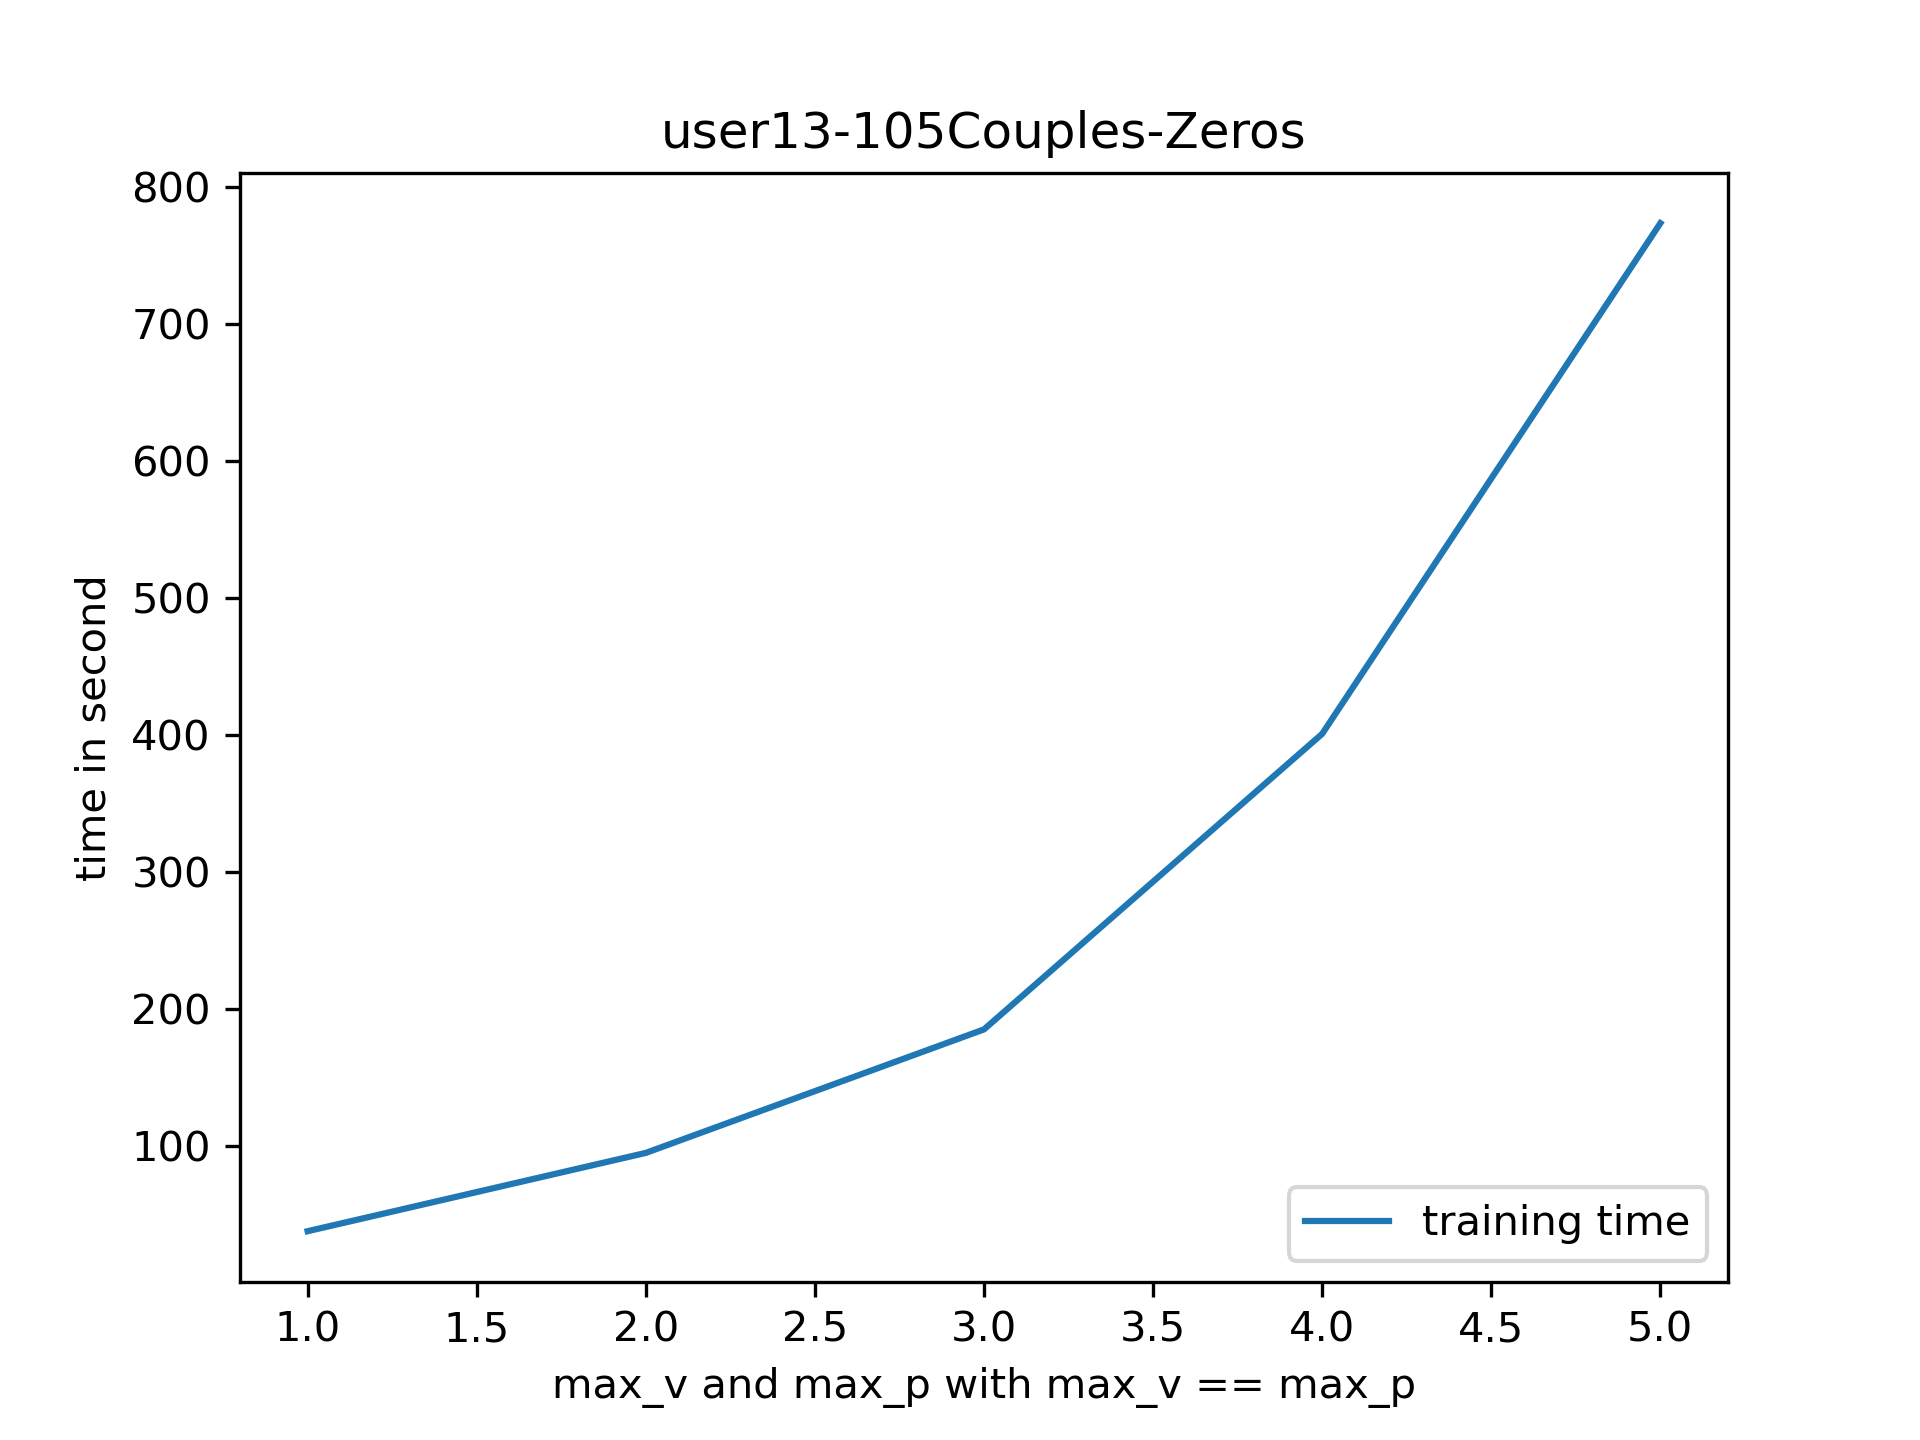 user13-105Couples-Zeros
800
700
600
500
400
300
200
100
time in second
training time
1.0 1.5 2.0 2.5 3.0 3.5 4.0 4.5 5.0
max_v and max_p with max_v == max_p